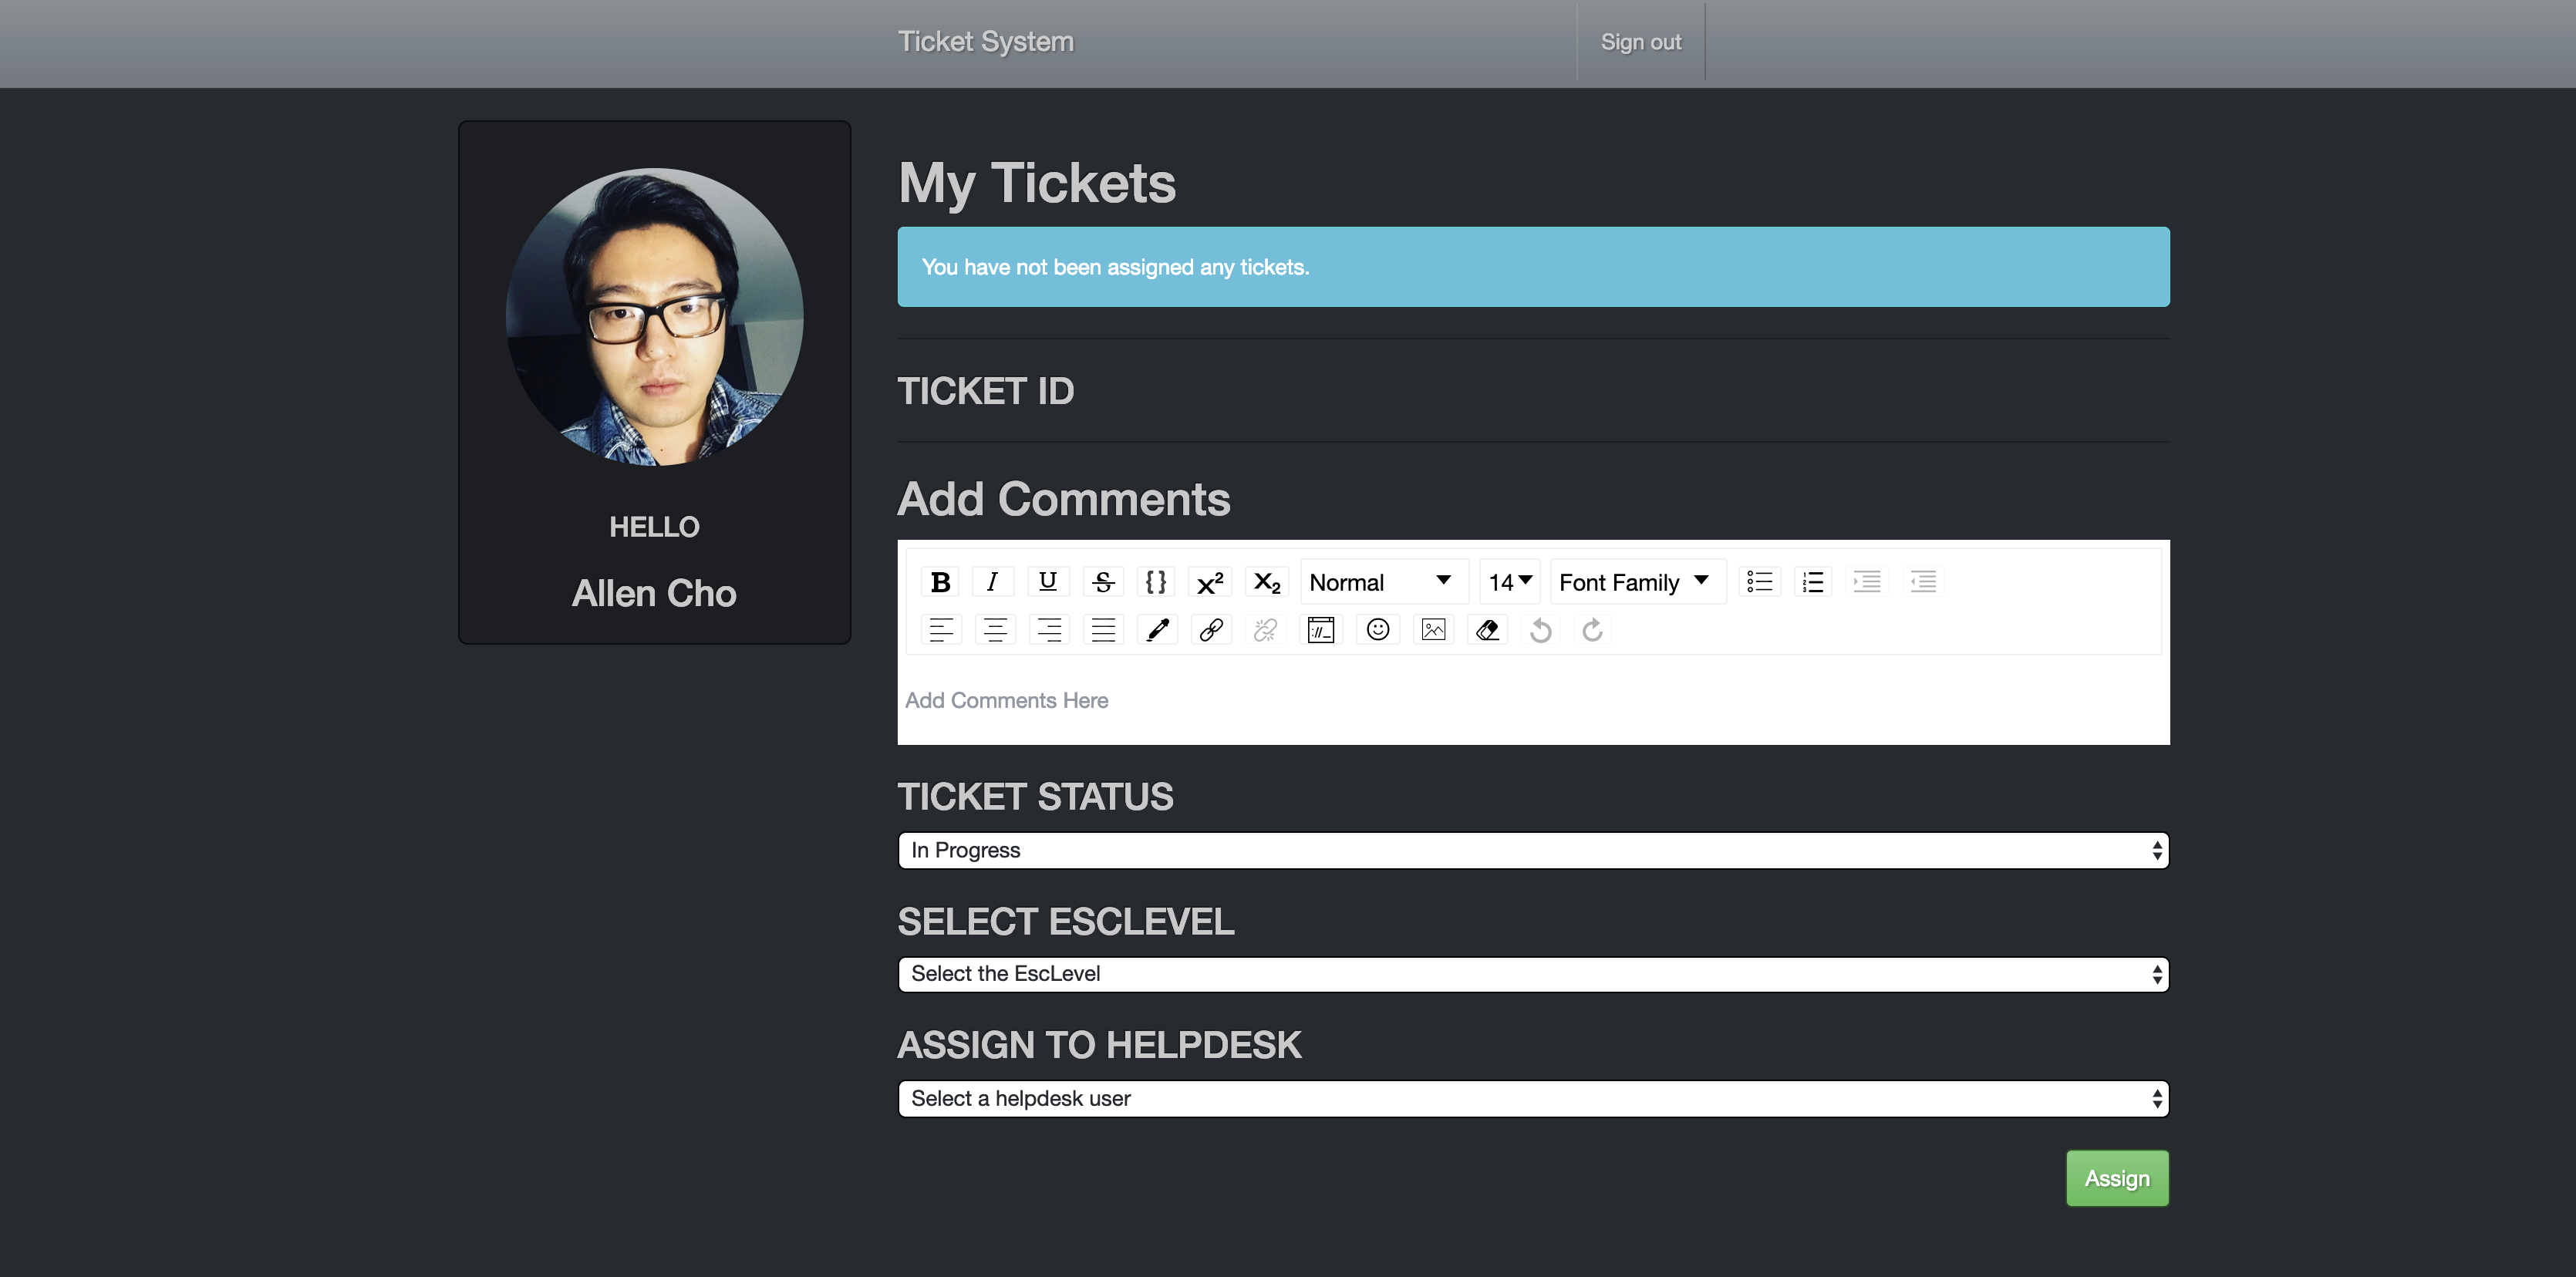 Ticket System
Sign out
HELLO
Allen Cho
My Tickets
You have not been assigned any tickets.
TICKET ID
Add Comments
B I U S {} x² x₂ Normal 14 Font Family
Add Comments Here
TICKET STATUS
In Progress
SELECT ESCLEVEL
Select the EscLevel
ASSIGN TO HELPDESK
Select a helpdesk user
Assign